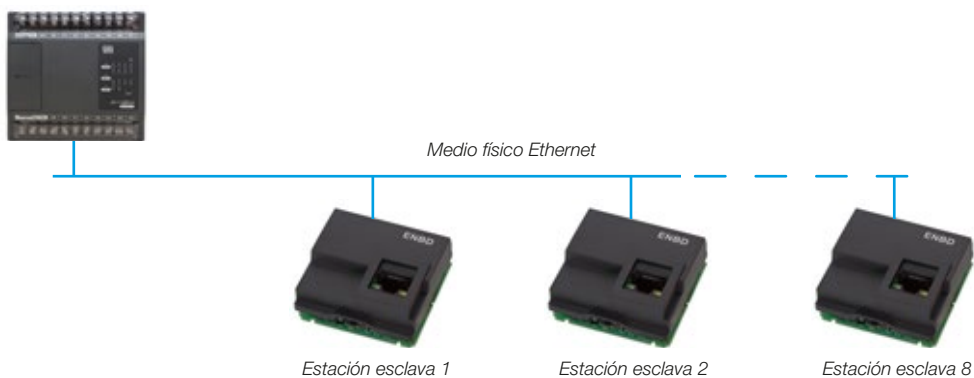 Medio físico Ethernet
ENBD
ENBD
ENBD
Estación esclava 1
Estación esclava 2
Estación esclava 8